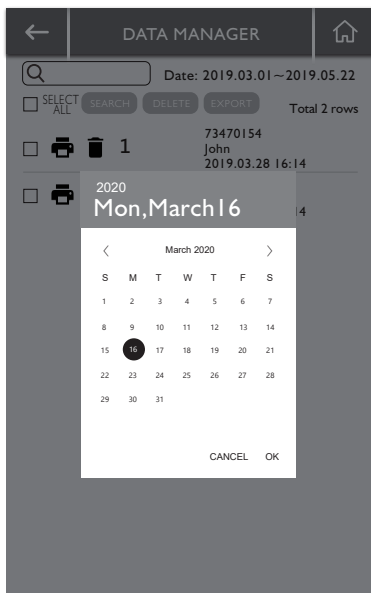 DATA MANAGER
Date: 2019.03.01~2019.05.22
SELECT ALL
SEARCH
DELETE
EXPORT
Total 2 rows
1
73470154
John
2019.03.28 16:14
14
2020
Mon,March16
March 2020
S M T W T F S
1 2 3 4 5 6 7
8 9 10 11 12 13 14
15 16 17 18 19 20 21
22 23 24 25 26 27 28
29 30 31
CANCEL OK